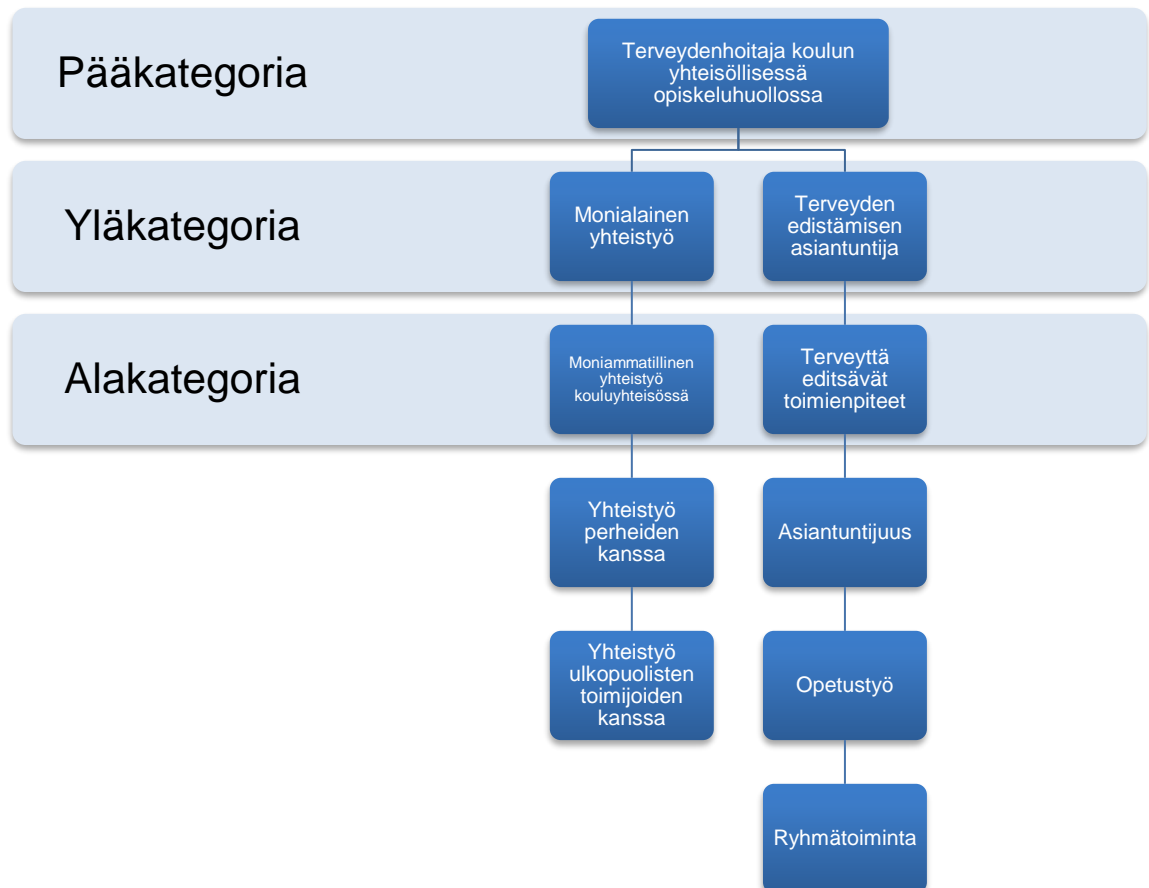 Pääkategoria
Terveydenhoitaja koulun
yhteisöllisessä
opiskeluhuollossa
Yläkategoria
Monialainen
yhteistyö
Terveyden
edistämisen
asiantuntija
Alakategoria
Moniammatillinen
yhteistyö
kouluyhteisössä
Terveyttä
editsävät
toimienpiteet
Yhteistyö
perheiden
kanssa
Asiantuntijuus
Yhteistyö
ulkopuolisten
toimijoiden
kanssa
Opetustyö
Ryhmätoiminta